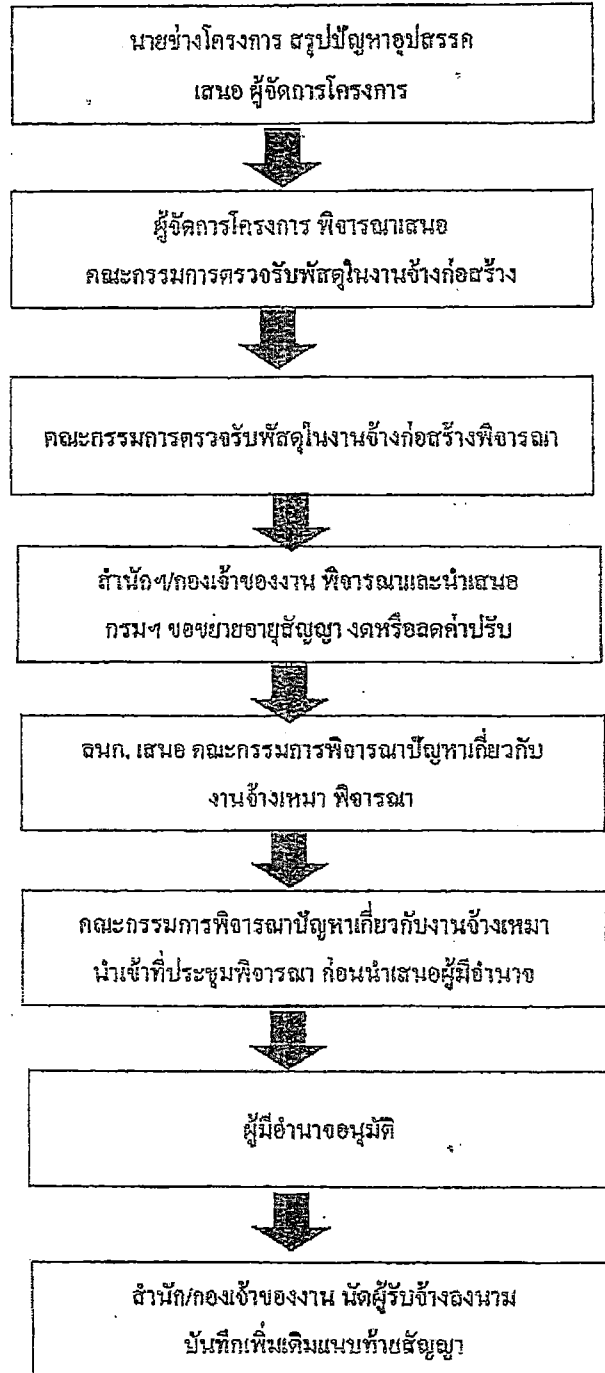 นายช่างโครงการ สรุปปัญหาอุปสรรค
เสนอ ผู้จัดการโครงการ
ผู้จัดการโครงการ พิจารณาเสนอ
คณะกรรมการตรวจรับพัสดุในงานจ้างก่อสร้าง
คณะกรรมการตรวจรับพัสดุในงานจ้างก่อสร้างพิจารณา
สำนักฯ/กองเจ้าของงาน พิจารณาและนำเสนอ
กรมฯ ขอขยายอายุสัญญา งดหรือลดค่าปรับ
ลนก. เสนอ คณะกรรมการพิจารณาปัญหาเกี่ยวกับ
งานจ้างเหมา พิจารณา
คณะกรรมการพิจารณาปัญหาเกี่ยวกับงานจ้างเหมา
นำเข้าที่ประชุมพิจารณา ก่อนนำเสนอผู้มีอำนาจ
ผู้มีอำนาจอนุมัติ
สำนัก/กองเจ้าของงาน นัดผู้รับจ้างลงนาม
บันทึกเพิ่มเติมแนบท้ายสัญญา